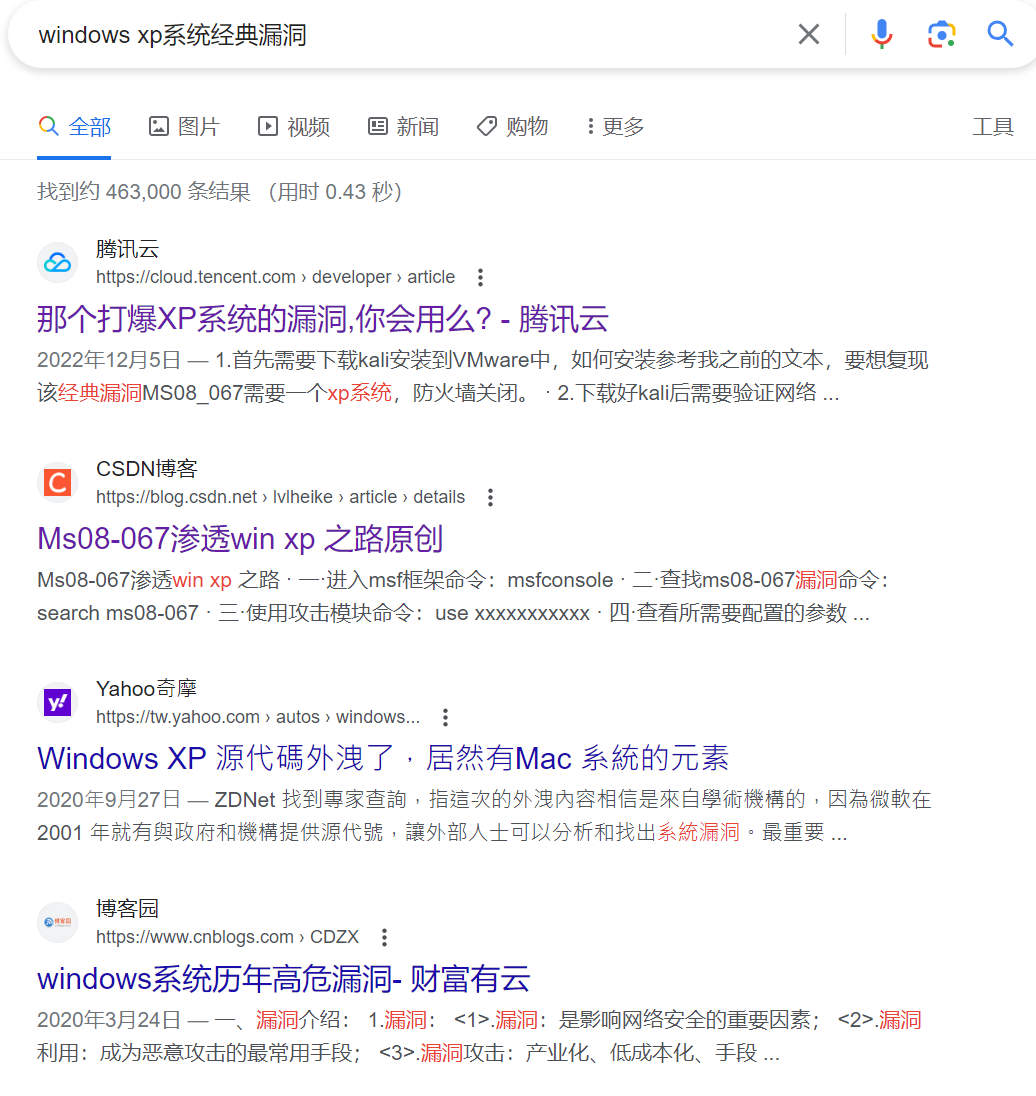 windows xp系统经典漏洞
全部 图片 视频 新闻 购物 更多 工具
找到约 463,000 条结果 （用时 0.43 秒）
腾讯云
https://cloud.tencent.com › developer › article
那个打爆XP系统的漏洞,你会用么? - 腾讯云
2022年12月5日 — 1.首先需要下载kali安装到VMware中，如何安装参考我之前的文本，要想复现
该经典漏洞MS08_067需要一个xp系统，防火墙关闭。 · 2.下载好kali后需要验证网络 ...
CSDN博客
https://blog.csdn.net › lvlheike › article › details
Ms08-067渗透win xp 之路原创
Ms08-067渗透win xp 之路 · 一·进入msf框架命令：msfconsole · 二·查找ms08-067漏洞命令：
search ms08-067 · 三·使用攻击模块命令：use xxxxxxxxxxx · 四·查看所需要配置的参数 ...
Yahoo奇摩
https://tw.yahoo.com › autos › windows...
Windows XP 源代碼外洩了，居然有Mac 系統的元素
2020年9月27日 — ZDNet 找到專家查詢，指這次的外洩內容相信是來自學術機構的，因為微軟在
2001 年就有與政府和機構提供源代號，讓外部人士可以分析和找出系統漏洞。最重要 ...
博客园
https://www.cnblogs.com › CDZX
windows系统历年高危漏洞- 财富有云
2020年3月24日 — 一、漏洞介绍： 1.漏洞： <1>.漏洞：是影响网络安全的重要因素； <2>.漏洞
利用：成为恶意攻击的最常用手段； <3>.漏洞攻击：产业化、低成本化、手段 ...